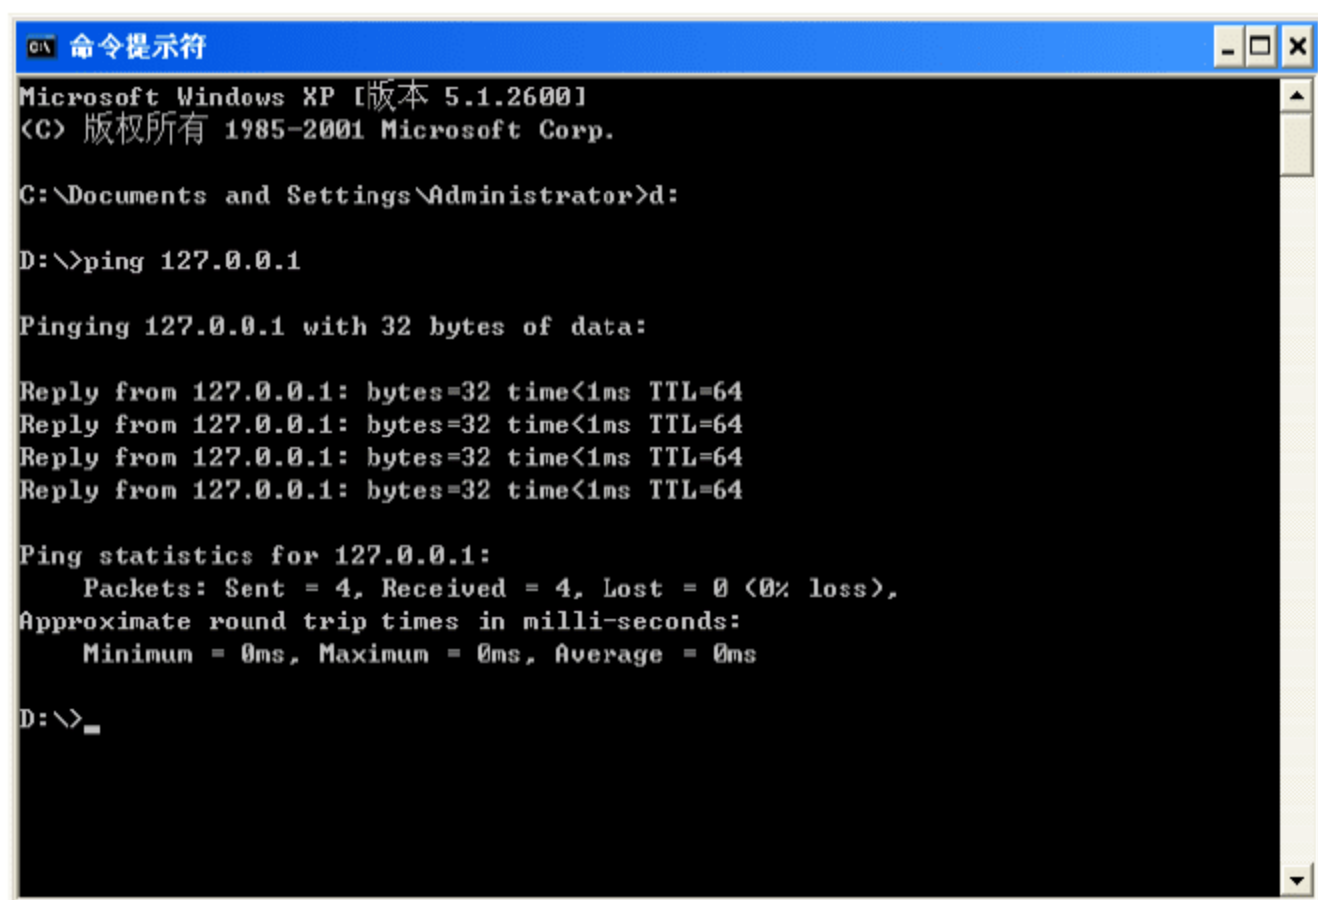 命令提示符
Microsoft Windows XP [版本 5.1.2600]
(C) 版权所有 1985-2001 Microsoft Corp.
C:\Documents and Settings\Administrator>d:
D:\>ping 127.0.0.1
Pinging 127.0.0.1 with 32 bytes of data:
Reply from 127.0.0.1: bytes=32 time<1ms TTL=64
Reply from 127.0.0.1: bytes=32 time<1ms TTL=64
Reply from 127.0.0.1: bytes=32 time<1ms TTL=64
Reply from 127.0.0.1: bytes=32 time<1ms TTL=64
Ping statistics for 127.0.0.1:
    Packets: Sent = 4, Received = 4, Lost = 0 (0% loss),
Approximate round trip times in milli-seconds:
    Minimum = 0ms, Maximum = 0ms, Average = 0ms
D:\>_